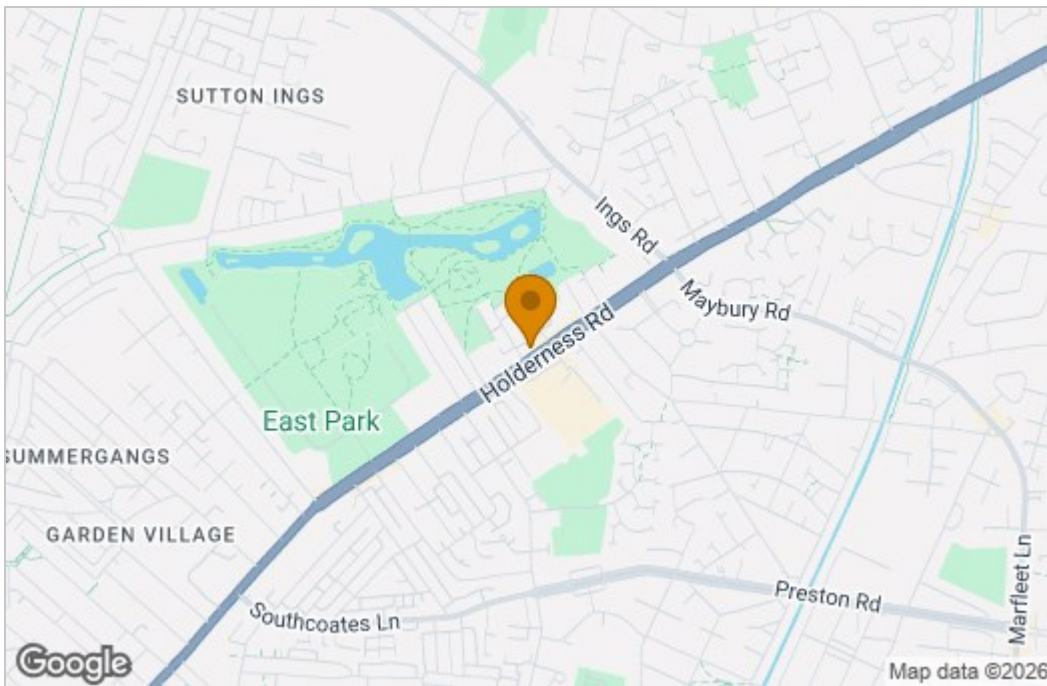 SUTTON INGS
Ings Rd
Maybury Rd
Holderness Rd
East Park
SUMMERGANGS
GARDEN VILLAGE
Southcoates Ln
Preston Rd
Marfleet Ln
Google
Map data ©2026